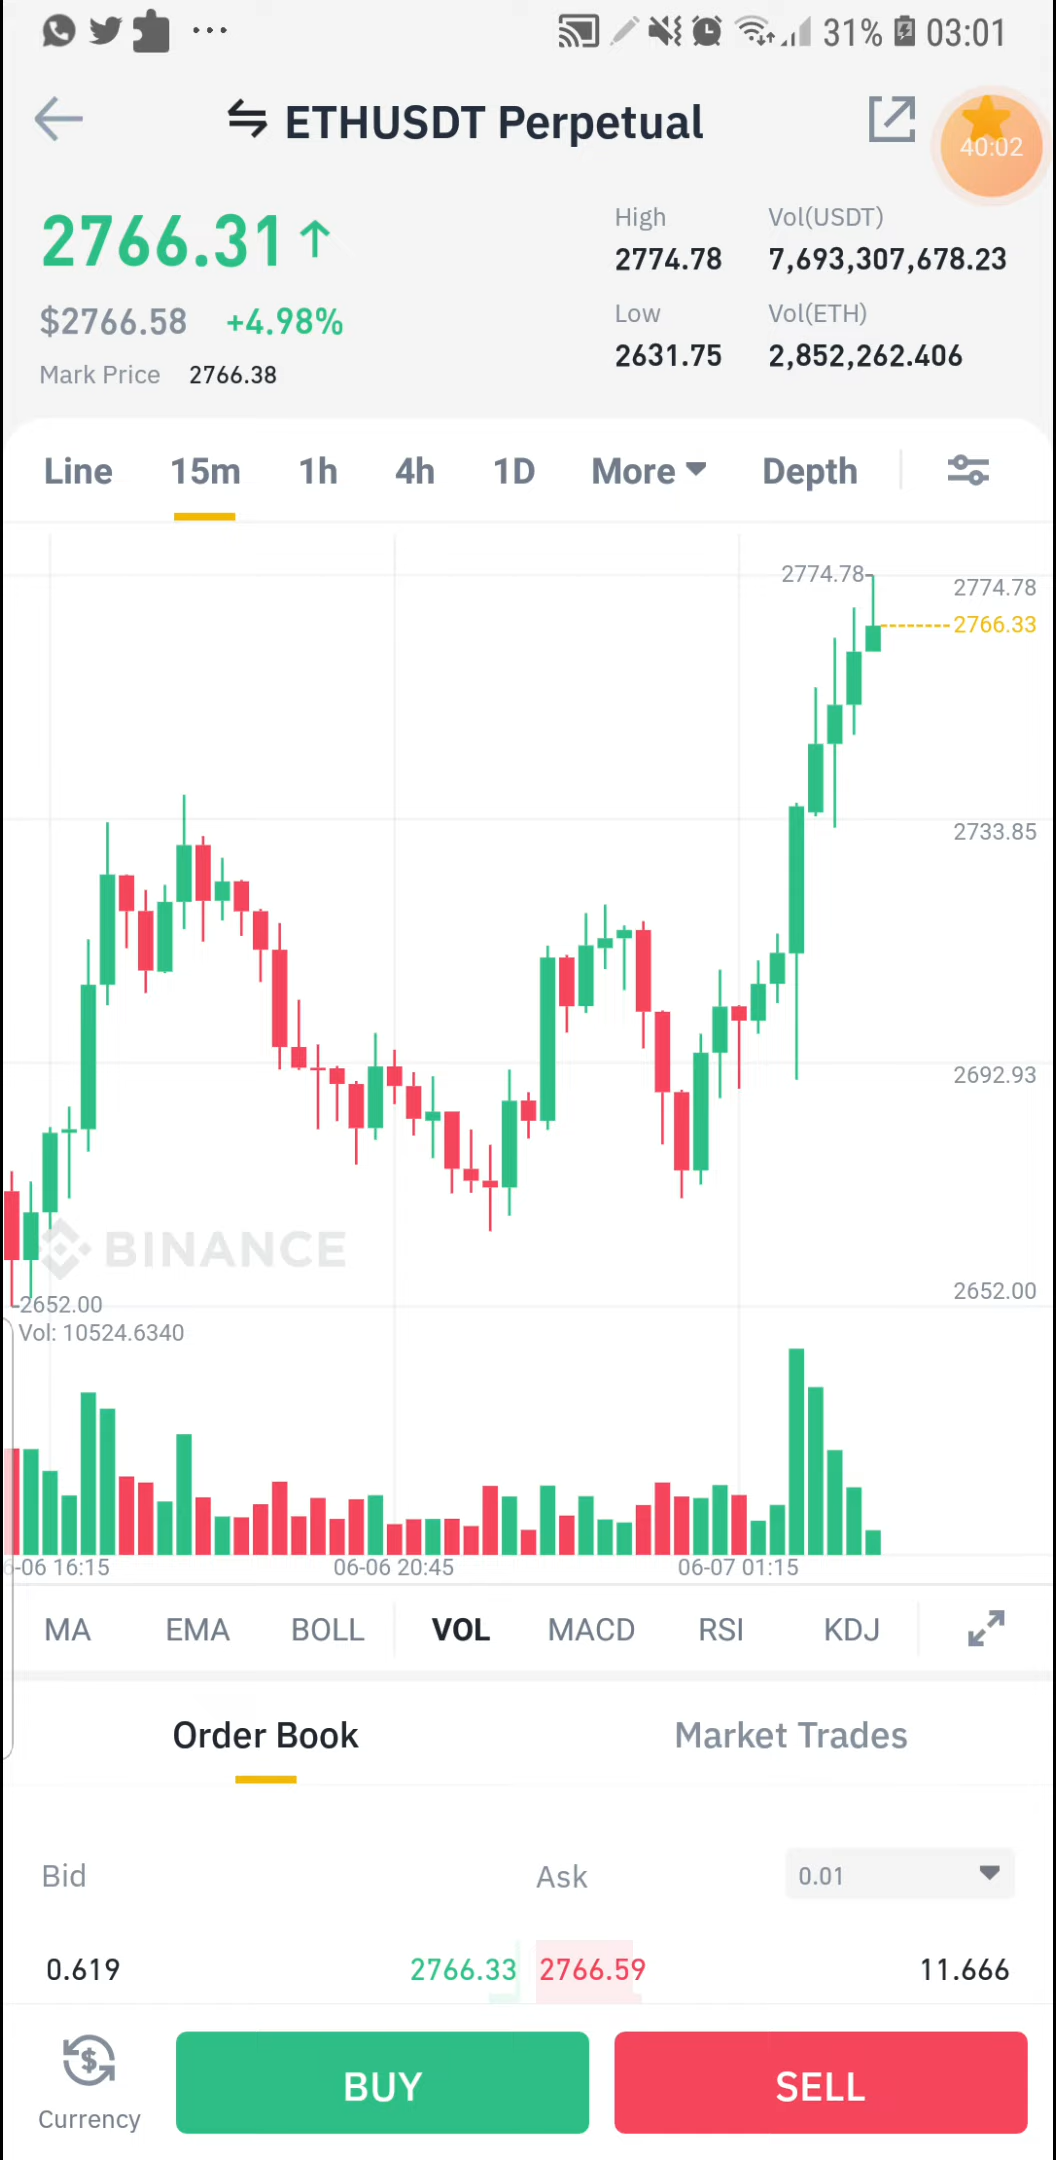 31% 03:01
ETHUSDT Perpetual
40:02
2766.31
$2766.58 +4.98%
Mark Price 2766.38
High Vol(USDT)
2774.78 7,693,307,678.23
Low Vol(ETH)
2631.75 2,852,262.406
Line 15m 1h 4h 1D More Depth
2774.78
2774.78
2766.33
2733.85
2692.93
BINANCE
2652.00
2652.00
Vol: 10524.6340
6-06 16:15 06-06 20:45 06-07 01:15
MA EMA BOLL VOL MACD RSI KDJ
Order Book Market Trades
Bid Ask 0.01
0.619 2766.33 2766.59 11.666
Currency BUY SELL